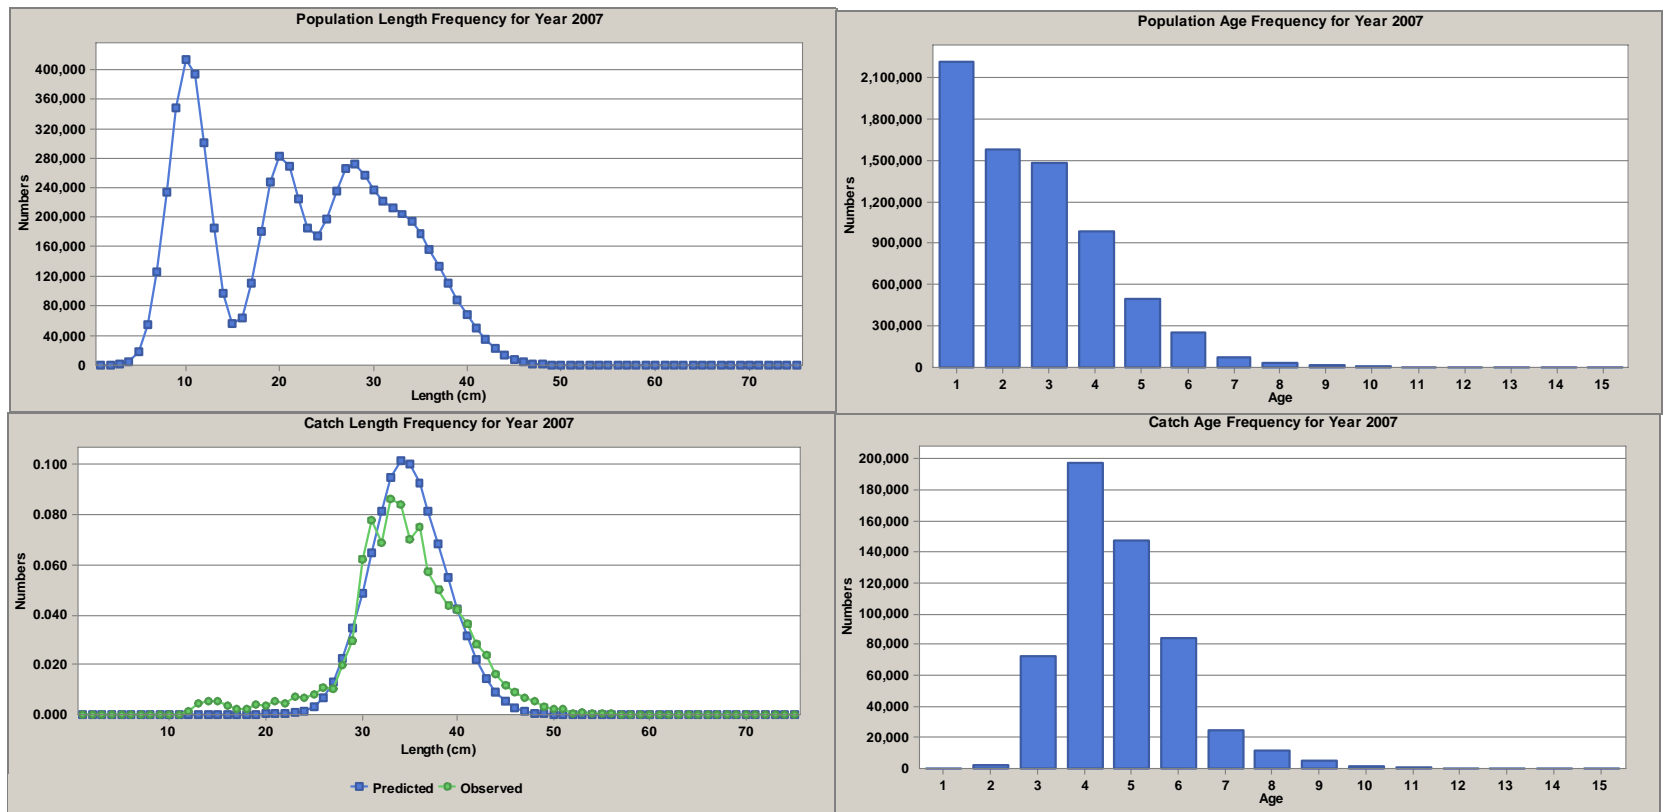 Population Length Frequency for Year 2007
400,000
360,000
320,000
280,000
240,000
200,000
160,000
120,000
80,000
40,000
0
Numbers
10 20 30 40 50 60 70
Length (cm)
Population Age Frequency for Year 2007
2,100,000
1,800,000
1,500,000
1,200,000
900,000
600,000
300,000
0
Numbers
1 2 3 4 5 6 7 8 9 10 11 12 13 14 15
Age
Catch Length Frequency for Year 2007
0.100
0.080
0.060
0.040
0.020
0.000
Numbers
10 20 30 40 50 60 70
Length (cm)
Predicted Observed
Catch Age Frequency for Year 2007
200,000
180,000
160,000
140,000
120,000
100,000
80,000
60,000
40,000
20,000
0
Numbers
1 2 3 4 5 6 7 8 9 10 11 12 13 14 15
Age